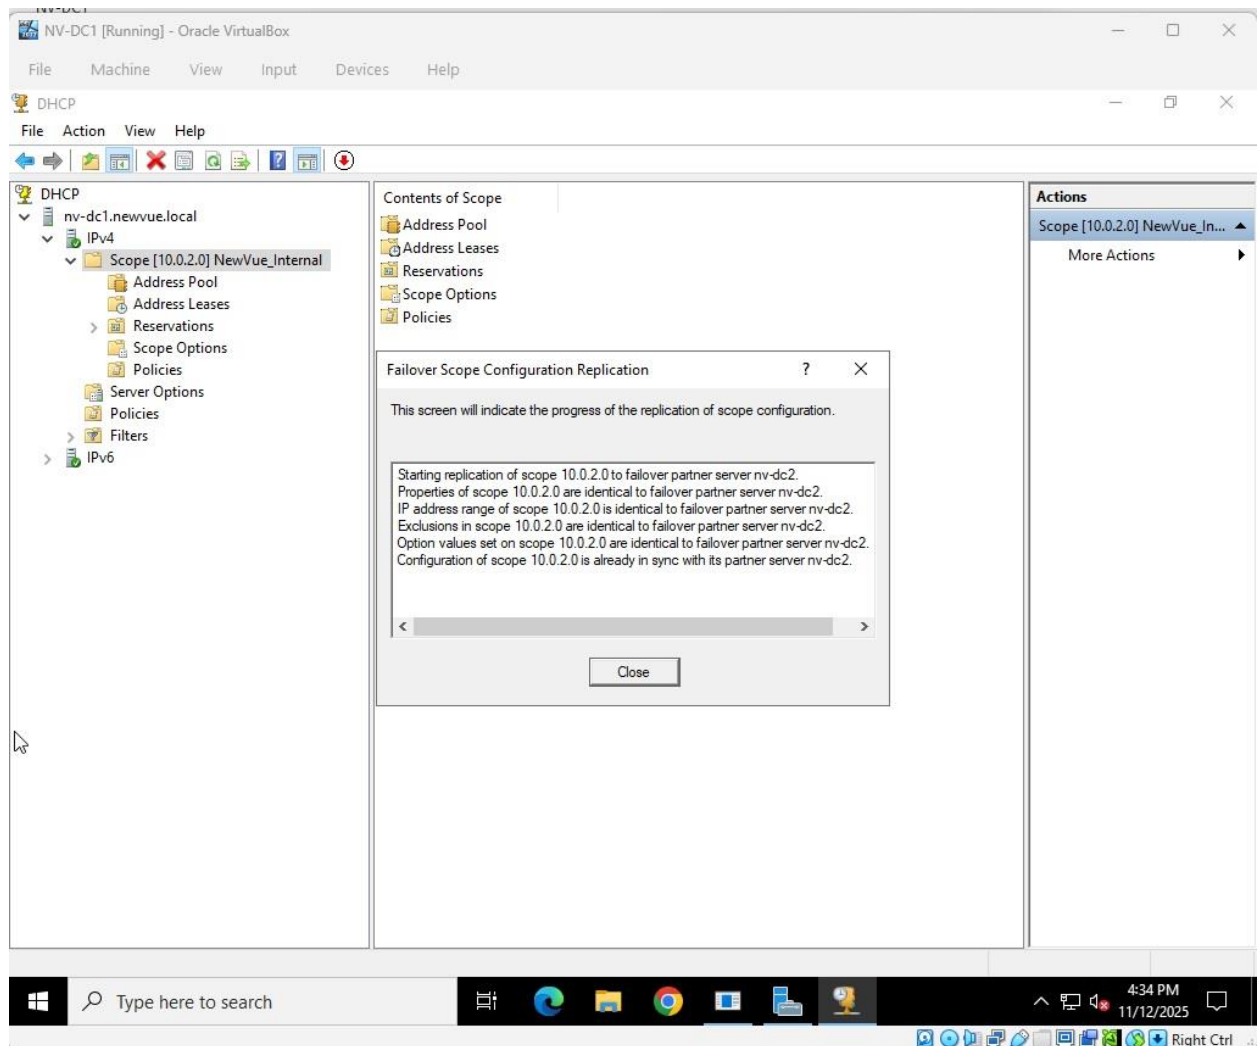 NV-DC1
NV-DC1 [Running] - Oracle VirtualBox
File Machine View Input Devices Help
DHCP
File Action View Help
DHCP
nv-dc1.newvue.local
IPv4
Scope [10.0.2.0] NewVue_Internal
Address Pool
Address Leases
Reservations
Scope Options
Policies
Server Options
Policies
Filters
IPv6
Contents of Scope
Address Pool
Address Leases
Reservations
Scope Options
Policies
Failover Scope Configuration Replication
This screen will indicate the progress of the replication of scope configuration.
Starting replication of scope 10.0.2.0 to failover partner server nv-dc2.
Properties of scope 10.0.2.0 are identical to failover partner server nv-dc2.
IP address range of scope 10.0.2.0 is identical to failover partner server nv-dc2.
Exclusions in scope 10.0.2.0 are identical to failover partner server nv-dc2.
Option values set on scope 10.0.2.0 are identical to failover partner server nv-dc2.
Configuration of scope 10.0.2.0 is already in sync with its partner server nv-dc2.
Close
Actions
Scope [10.0.2.0] NewVue_In...
More Actions
Type here to search
4:34 PM
11/12/2025
Right Ctrl